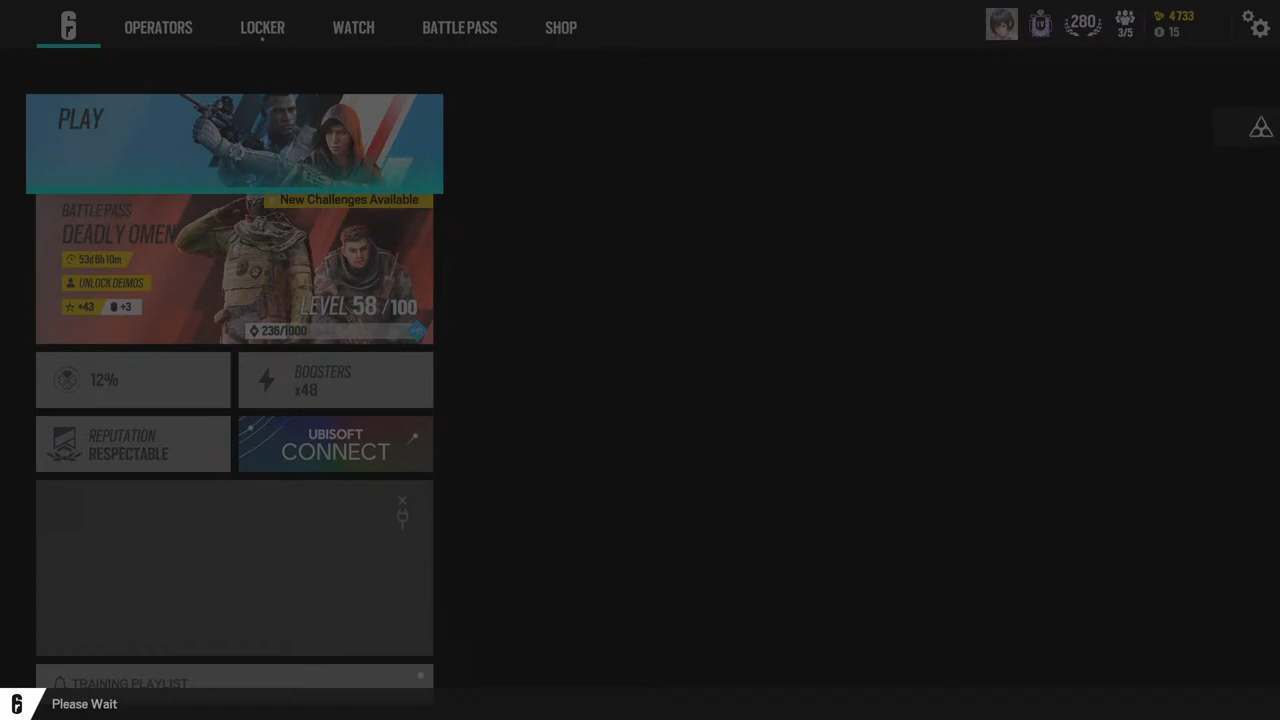 OPERATORS
LOCKER
WATCH
BATTLE PASS
SHOP
IV
280
3/5
4733
15
PLAY
New Challenges Available
BATTLE PASS
DEADLY OMEN
53d 6h 10m
UNLOCK DEIMOS
+43
+3
LEVEL 58 /100
236/1000
12%
BOOSTERS
x48
REPUTATION
RESPECTABLE
UBISOFT
CONNECT
TRAINING PLAYLIST
Please Wait